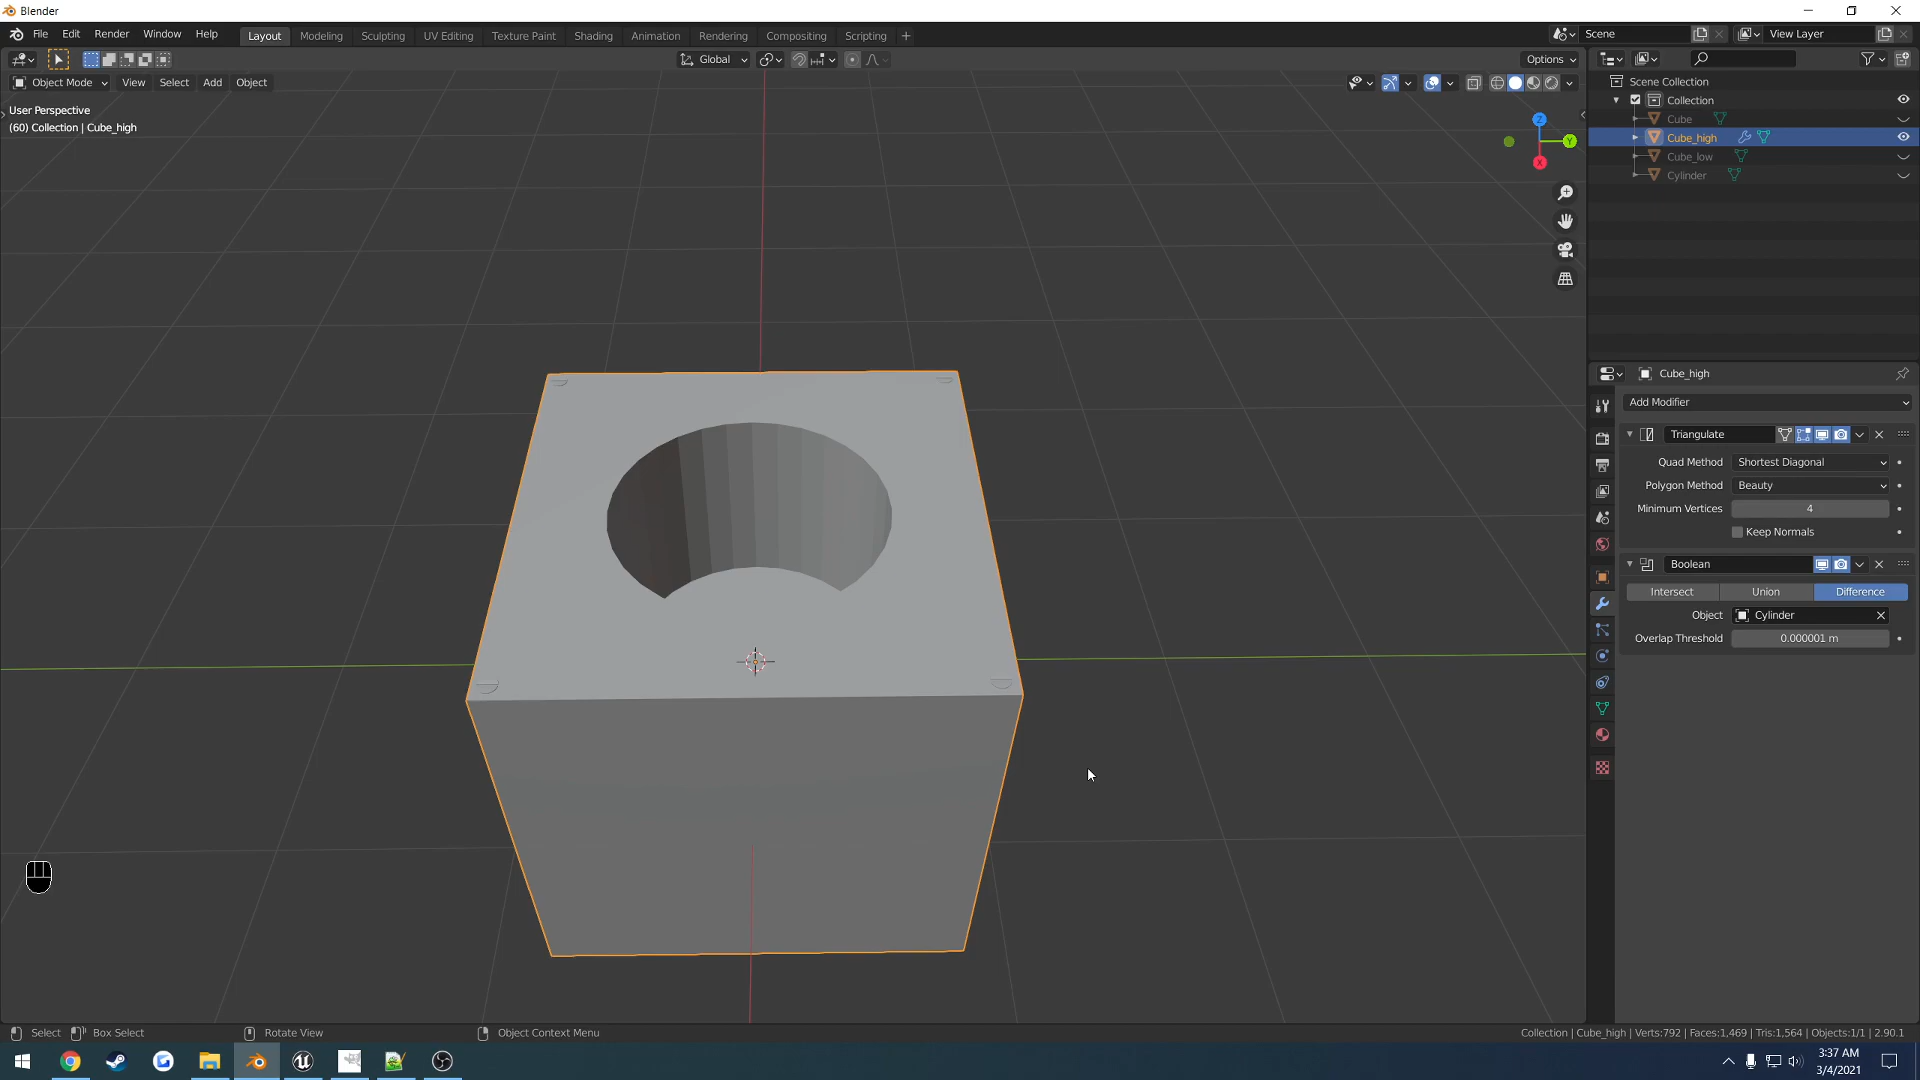 Blender
File Edit Render Window Help Layout Modeling Sculpting UV Editing Texture Paint Shading Animation Rendering Compositing Scripting + Scene View Layer
Global Options
Object Mode View Select Add Object
User Perspective
(60) Collection | Cube_high
Z
Y
X
Scene Collection
Collection
Cube
Cube_high
Cube_low
Cylinder
Cube_high
Add Modifier
Triangulate
Quad Method Shortest Diagonal
Polygon Method Beauty
Minimum Vertices 4
Keep Normals
Boolean
Intersect Union Difference
Object Cylinder
Overlap Threshold 0.000001 m
Select Box Select Rotate View Object Context Menu Collection | Cube_high | Verts:792 | Faces:1,469 | Tris:1,564 | Objects:1/1 | 2.90.1
3:37 AM
3/4/2021